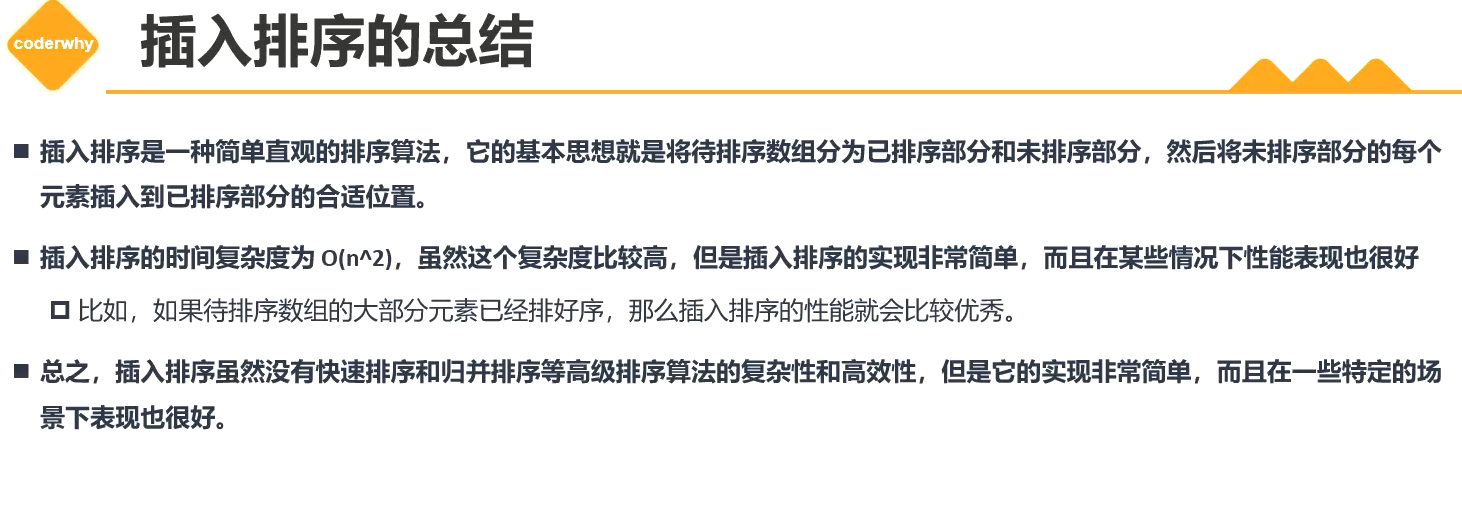 coderwhy
插入排序的总结
插入排序是一种简单直观的排序算法，它的基本思想就是将待排序数组分为已排序部分和未排序部分，然后将未排序部分的每个
元素插入到已排序部分的合适位置。
插入排序的时间复杂度为 O(n^2)，虽然这个复杂度比较高，但是插入排序的实现非常简单，而且在某些情况下性能表现也很好
比如，如果待排序数组的大部分元素已经排好序，那么插入排序的性能就会比较优秀。
总之，插入排序虽然没有快速排序和归并排序等高级排序算法的复杂性和高效性，但是它的实现非常简单，而且在一些特定的场
景下表现也很好。